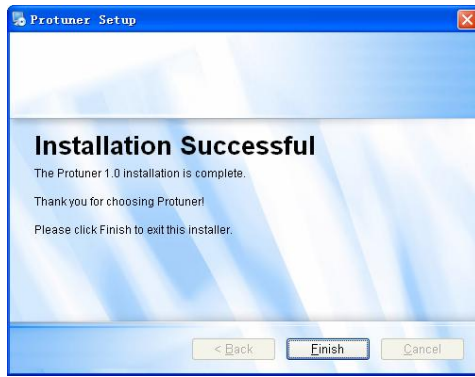 Protuner Setup
Installation Successful
The Protuner 1.0 installation is complete.
Thank you for choosing Protuner!
Please click Finish to exit this installer.
< Back Finish Cancel